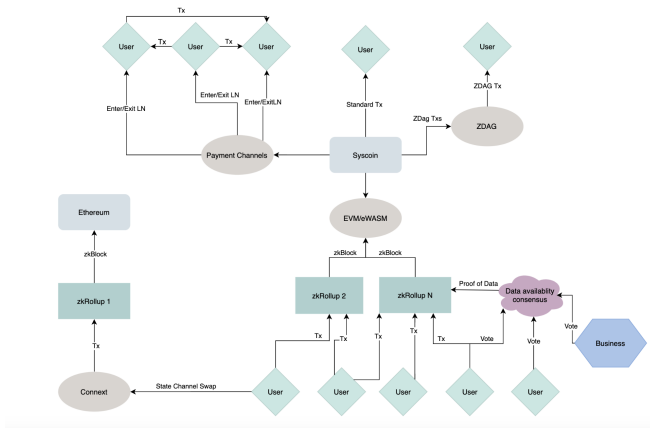 Tx
User
Tx
User
Tx
User
User
User
Enter/Exit LN
Enter/Exit LN
Enter/ExitLN
Standard Tx
ZDAG Tx
ZDag Txs
ZDAG
Payment Channels
Syscoin
Ethereum
EVM/eWASM
zkBlock
zkBlock
zkBlock
zkRollup 1
zkRollup 2
zkRollup N
Proof of Data
Data availablity
consensus
Tx
Tx
Tx
Tx
Tx
Tx
Vote
Vote
Vote
Business
Connext
State Channel Swap
User
User
User
User
User